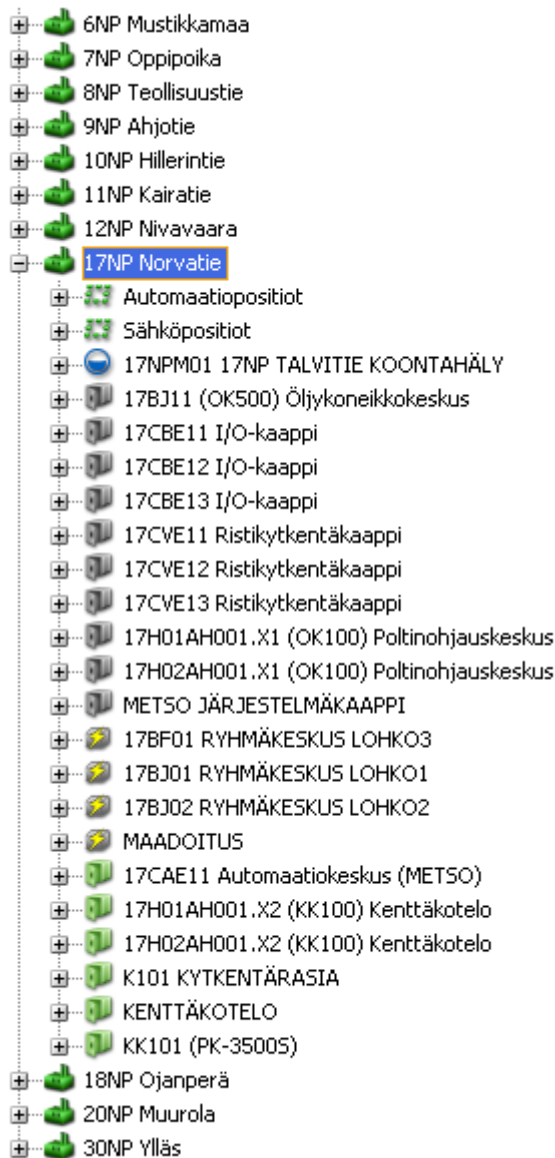 6NP Mustikkamaa
7NP Oppipoika
8NP Teollisuustie
9NP Ahjotie
10NP Hillerintie
11NP Kairatie
12NP Nivavaara
17NP Norvatie
Automaatiopositiot
Sähköpositiot
17NPM01 17NP TALVITIE KOONTAHÄLY
17BJ11 (OK500) Öljykoneikkokeskus
17CBE11 I/O-kaappi
17CBE12 I/O-kaappi
17CBE13 I/O-kaappi
17CVE11 Ristikytkentäkaappi
17CVE12 Ristikytkentäkaappi
17CVE13 Ristikytkentäkaappi
17H01AH001.X1 (OK100) Poltinohjauskeskus
17H02AH001.X1 (OK100) Poltinohjauskeskus
METSO JÄRJESTELMÄKAAPPI
17BF01 RYHMÄKESKUS LOHKO3
17BJ01 RYHMÄKESKUS LOHKO1
17BJ02 RYHMÄKESKUS LOHKO2
MAADOITUS
17CAE11 Automaatiokeskus (METSO)
17H01AH001.X2 (KK100) Kenttäkotelo
17H02AH001.X2 (KK100) Kenttäkotelo
K101 KYTKENTÄRASIA
KENTTÄKOTELO
KK101 (PK-3500S)
18NP Ojanperä
20NP Muurola
30NP Ylläs